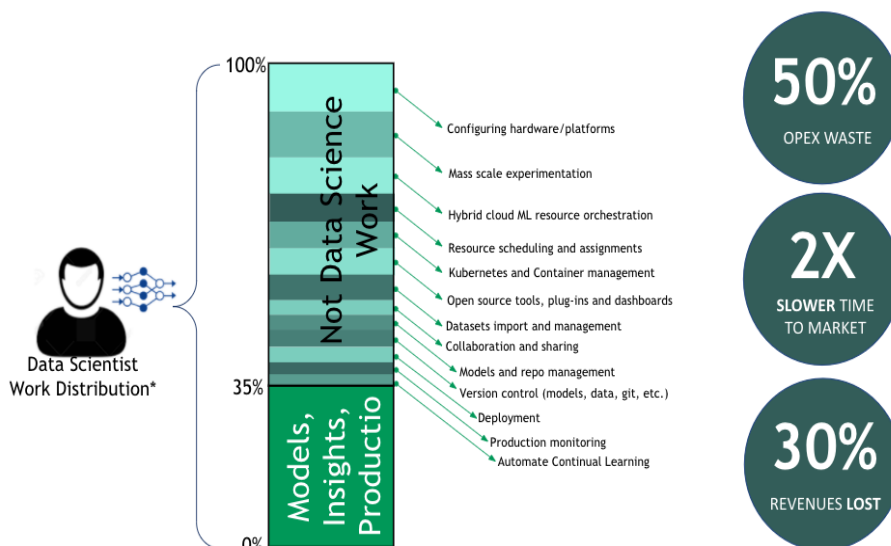 100%
35%
0%
Data Scientist
Work Distribution*
Not Data Science
Work
Models,
Insights,
Productio
Configuring hardware/platforms
Mass scale experimentation
Hybrid cloud ML resource orchestration
Resource scheduling and assignments
Kubernetes and Container management
Open source tools, plug-ins and dashboards
Datasets import and management
Collaboration and sharing
Models and repo management
Version control (models, data, git, etc.)
Deployment
Production monitoring
Automate Continual Learning
50%
OPEX WASTE
2X
SLOWER TIME
TO MARKET
30%
REVENUES LOST